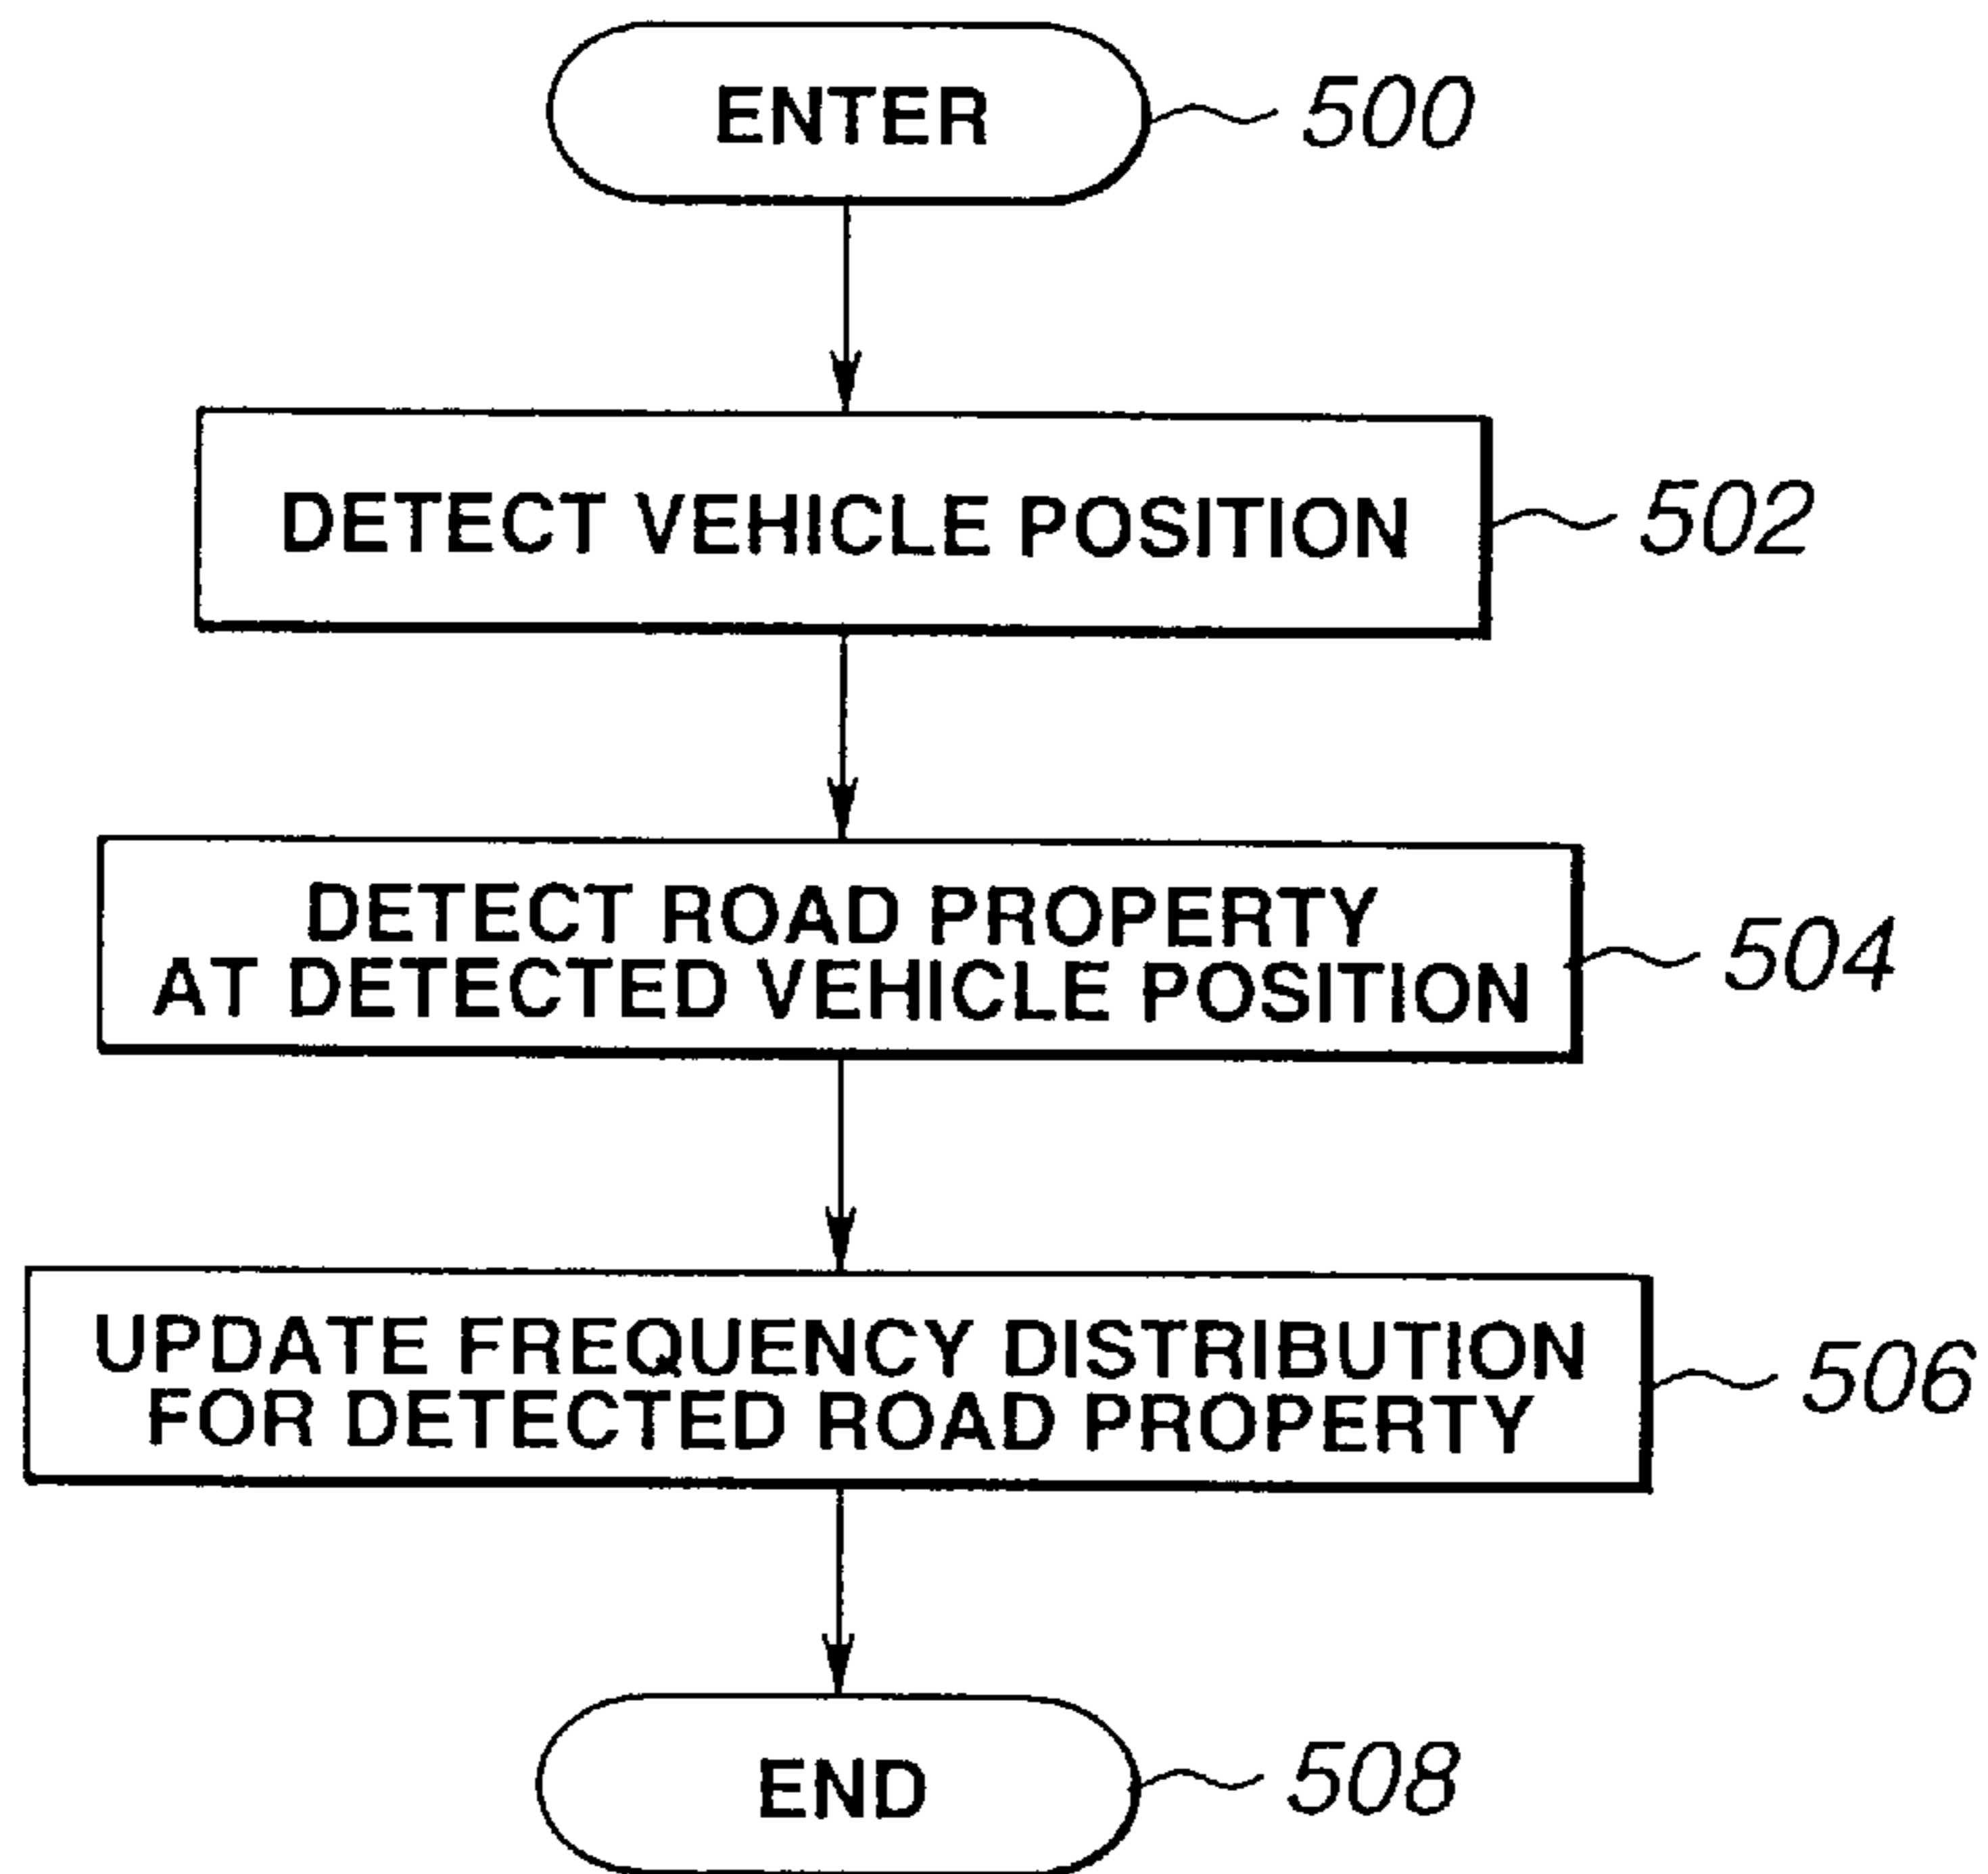 ENTER 500
DETECT VEHICLE POSITION 502
DETECT ROAD PROPERTY
AT DETECTED VEHICLE POSITION 504
UPDATE FREQUENCY DISTRIBUTION
FOR DETECTED ROAD PROPERTY 506
END 508